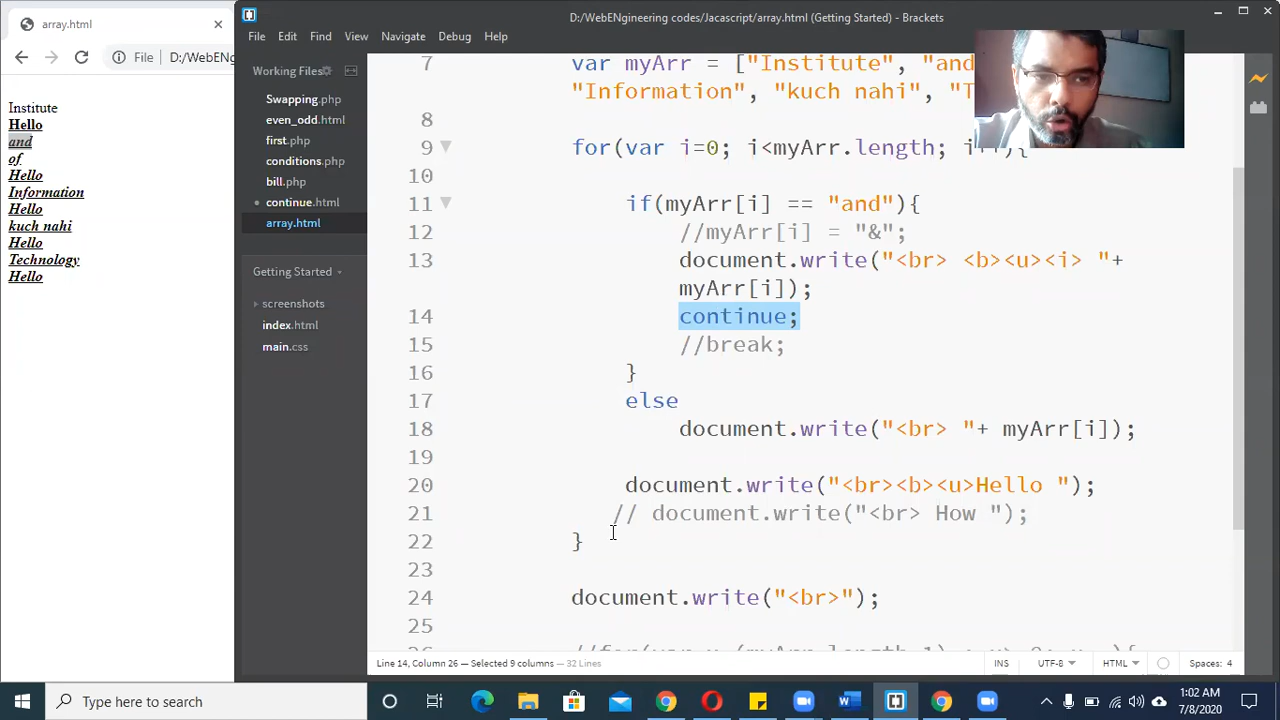 array.html
D:/WebENgineering codes/Jacascript/array.html (Getting Started) - Brackets
File Edit Find View Navigate Debug Help
File D:/WebENg
Working Files
Swapping.php
even_odd.html
first.php
conditions.php
bill.php
continue.html
array.html
Getting Started
screenshots
index.html
main.css
Institute
Hello
and
of
Hello
Information
Hello
kuch nahi
Hello
Technology
Hello
7 var myArr = ["Institute", "and
"Information", "kuch nahi", "T
8
9 for(var i=0; i<myArr.length; i++){
10
11 if(myArr[i] == "and"){
12 //myArr[i] = "&";
13 document.write("<br> <b><u><i> "+
myArr[i]);
14 continue;
15 //break;
16 }
17 else
18 document.write("<br> "+ myArr[i]);
19
20 document.write("<br><b><u>Hello ");
21 // document.write("<br> How ");
22 }
23
24 document.write("<br>");
25
Line 14, Column 26 — Selected 9 columns — 32 Lines
INS UTF-8 HTML Spaces: 4
Type here to search
1:02 AM
7/8/2020